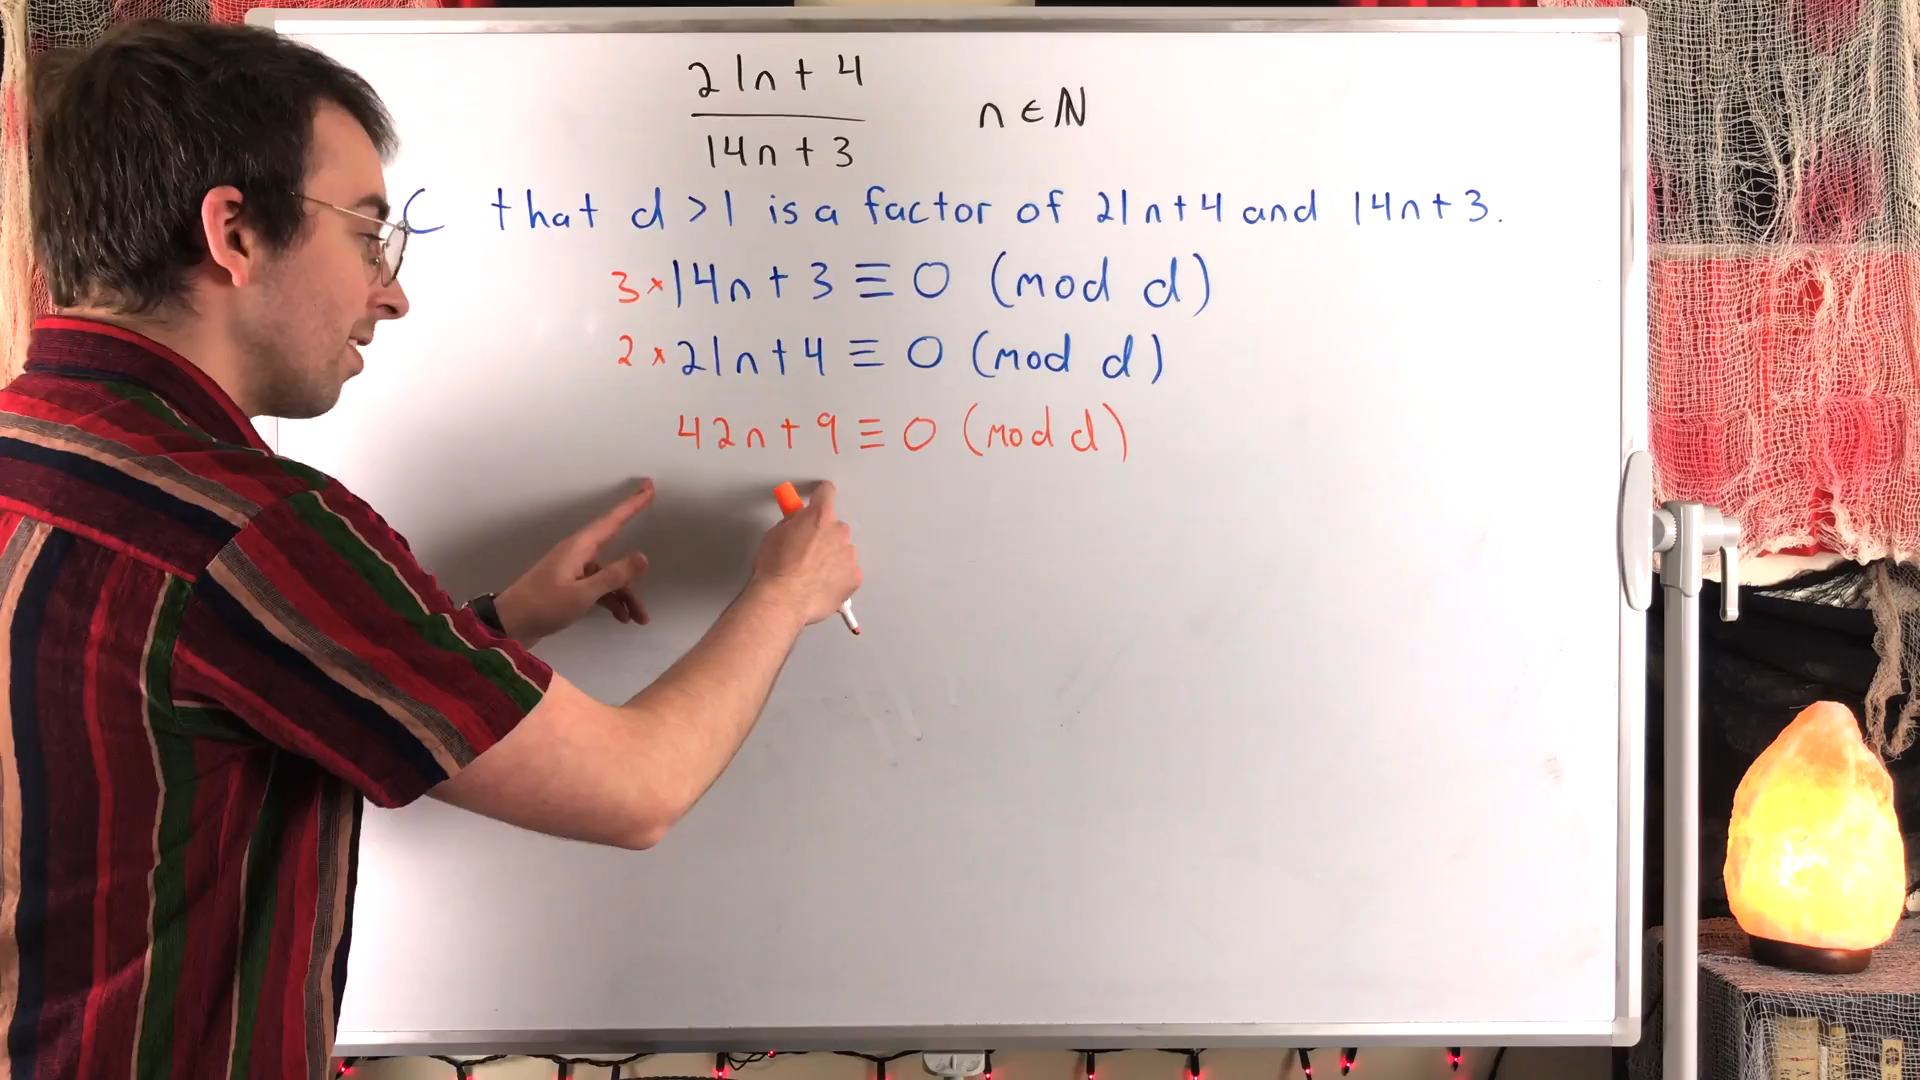 21n + 4
14n + 3
n ∈ ℕ
that d > 1 is a factor of 21n + 4 and 14n + 3.
3 × 14n + 3 ≡ 0 (mod d)
2 × 21n + 4 ≡ 0 (mod d)
42n + 9 ≡ 0 (mod d)